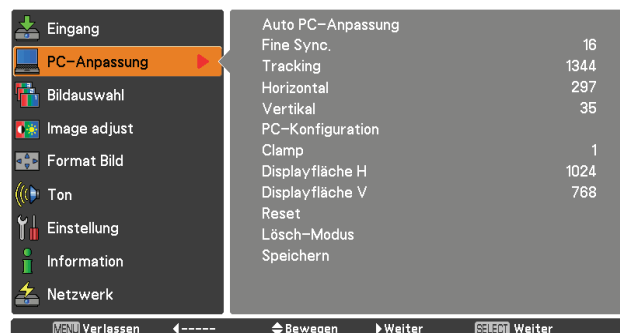 Eingang
PC-Anpassung
Bildauswahl
Image adjust
Format Bild
Ton
Einstellung
Information
Netzwerk
Auto PC-Anpassung
Fine Sync. 16
Tracking 1344
Horizontal 297
Vertikal 35
PC-Konfiguration
Clamp 1
Displayfläche H 1024
Displayfläche V 768
Reset
Lösch-Modus
Speichern
MENU Verlassen ◀----- Bewegen ▶Weiter SELECT Weiter